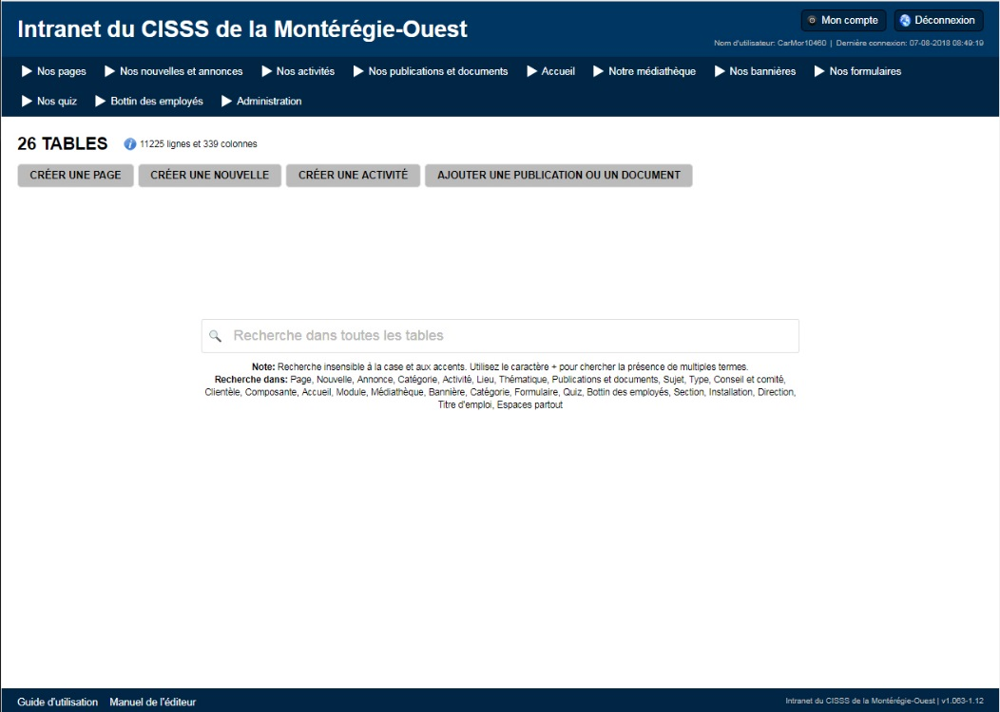 Intranet du CISSS de la Montérégie-Ouest
Mon compte Déconnexion
Nom d'utilisateur: CarMor10460 | Dernière connexion: 07-08-2018 08:49:19
Nos pages Nos nouvelles et annonces Nos activités Nos publications et documents Accueil Notre médiathèque Nos bannières Nos formulaires
Nos quiz Bottin des employés Administration
26 TABLES 11225 lignes et 339 colonnes
CRÉER UNE PAGE CRÉER UNE NOUVELLE CRÉER UNE ACTIVITÉ AJOUTER UNE PUBLICATION OU UN DOCUMENT
Recherche dans toutes les tables
Note: Recherche insensible à la case et aux accents. Utilisez le caractère + pour chercher la présence de multiples termes.
Recherche dans: Page, Nouvelle, Annonce, Catégorie, Activité, Lieu, Thématique, Publications et documents, Sujet, Type, Conseil et comité,
Clientèle, Composante, Accueil, Module, Médiathèque, Bannière, Catégorie, Formulaire, Quiz, Bottin des employés, Section, Installation, Direction,
Titre d'emploi, Espaces partout
Guide d'utilisation Manuel de l'éditeur
Intranet du CISSS de la Montérégie-Ouest | v1.063-1.12